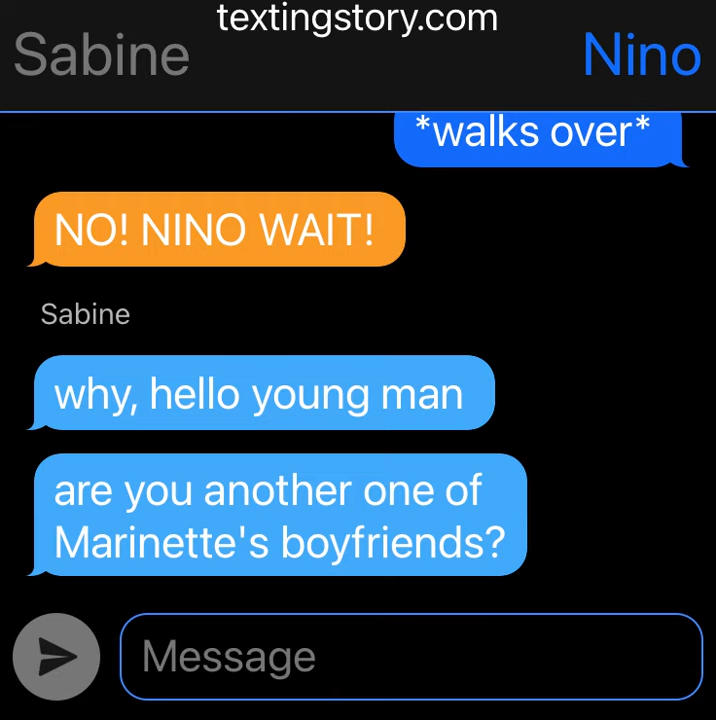 textingstory.com
Sabine
Nino
*walks over*
NO! NINO WAIT!
Sabine
why, hello young man
are you another one of
Marinette's boyfriends?
Message